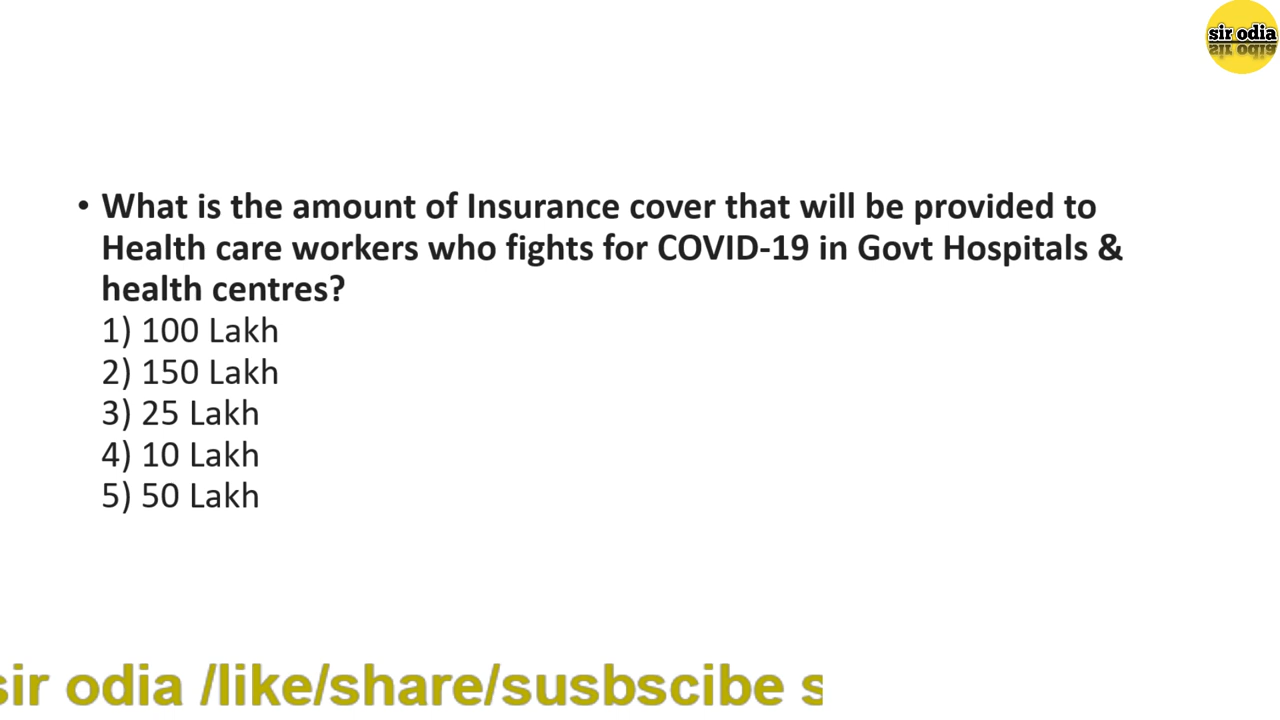 sir odia
• What is the amount of Insurance cover that will be provided to
Health care workers who fights for COVID-19 in Govt Hospitals &
health centres?
1) 100 Lakh
2) 150 Lakh
3) 25 Lakh
4) 10 Lakh
5) 50 Lakh
sir odia /like/share/susbscibe s